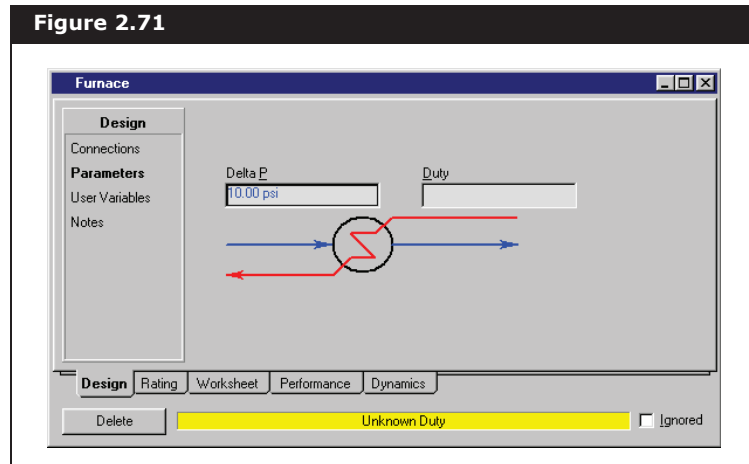 Figure 2.71
Furnace
Design
Connections
Parameters
User Variables
Notes
Delta P
Duty
10.00 psi
Design Rating Worksheet Performance Dynamics
Delete
Unknown Duty
Ignored